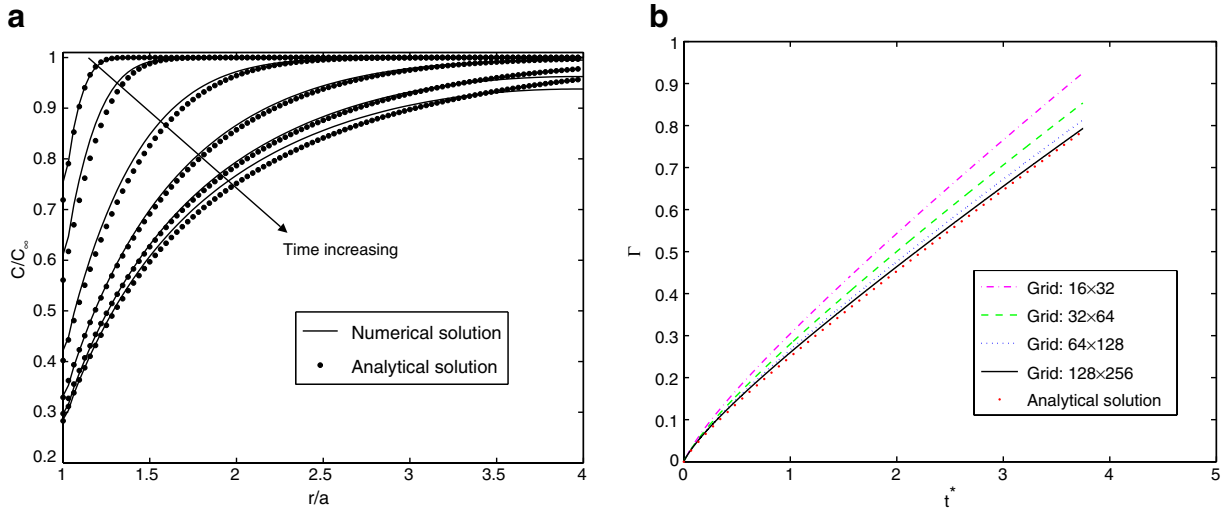 a
1
0.9
0.8
0.7
0.6
0.5
0.4
0.3
0.2
C/C∞
1
1.5
2
2.5
3
3.5
4
r/a
Time increasing
Numerical solution
Analytical solution
b
1
0.9
0.8
0.7
0.6
0.5
0.4
0.3
0.2
0.1
0
Γ
0
1
2
3
4
5
t*
Grid: 16×32
Grid: 32×64
Grid: 64×128
Grid: 128×256
Analytical solution